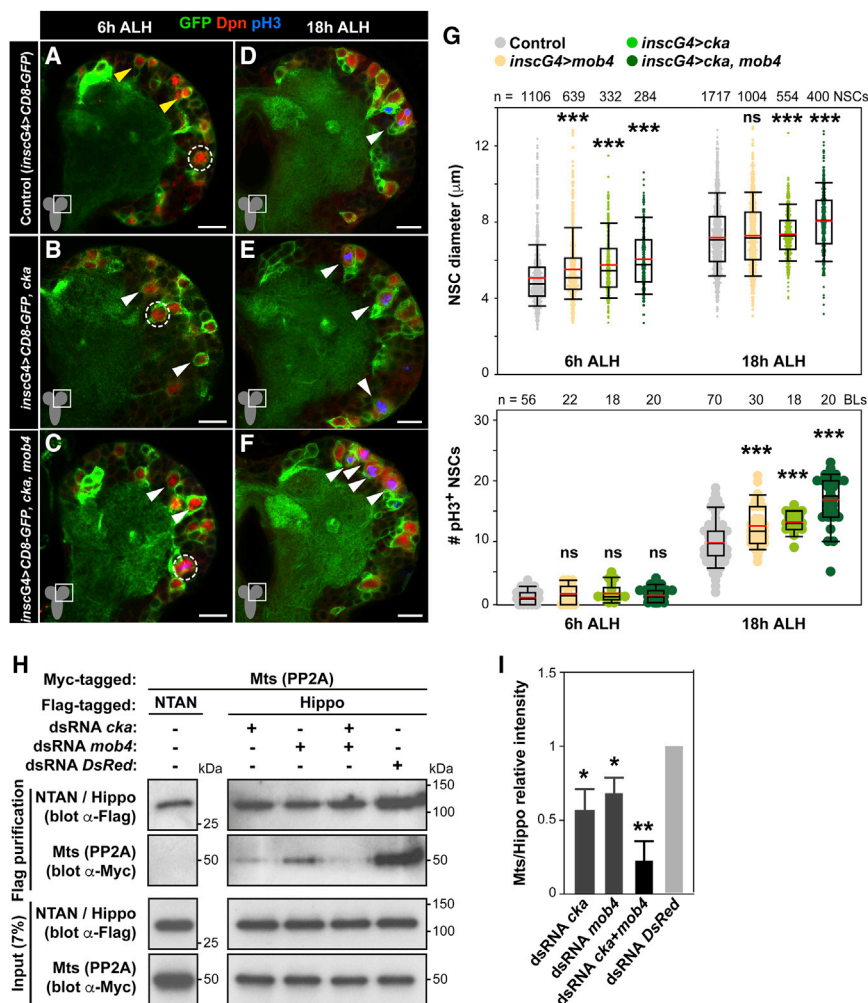 GFP Dpn pH3
6h ALH
18h ALH
Control (inscG4>CD8-GFP)
A
D
inscG4>CD8-GFP, cka
B
E
inscG4>CD8-GFP, cka, mob4
C
F
G
Control
inscG4>cka
inscG4>mob4
inscG4>cka, mob4
n = 1106 639 332 284 1717 1004 554 400 NSCs
*** *** *** ns *** ***
NSC diameter (μm)
12
8
4
0
6h ALH 18h ALH
n = 56 22 18 20 70 30 18 20 BLs
ns ns ns *** *** ***
# pH3+ NSCs
30
20
10
0
6h ALH 18h ALH
H
Myc-tagged: Mts (PP2A)
Flag-tagged: NTAN Hippo
dsRNA cka: - + - + -
dsRNA mob4: - - + + -
dsRNA DsRed: - - - - +
kDa kDa
Flag purification
NTAN / Hippo (blot α-Flag)
25
150
100
Mts (PP2A) (blot α-Myc)
50
Input (7%)
NTAN / Hippo (blot α-Flag)
25
150
100
Mts (PP2A) (blot α-Myc)
50 50
I
Mts/Hippo relative intensity
1.5
1
0.5
0
* * **
dsRNA cka
dsRNA mob4
dsRNA cka+mob4
dsRNA DsRed